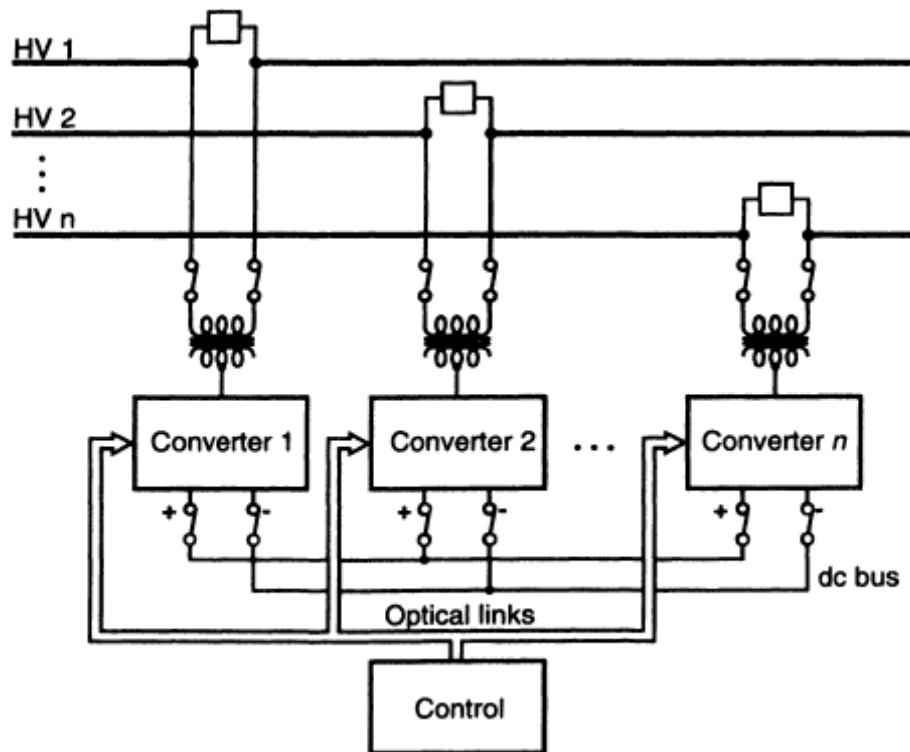 HV 1
HV 2
⋮
HV n
Converter 1
Converter 2
...
Converter n
+ -
+ -
+ -
dc bus
Optical links
Control